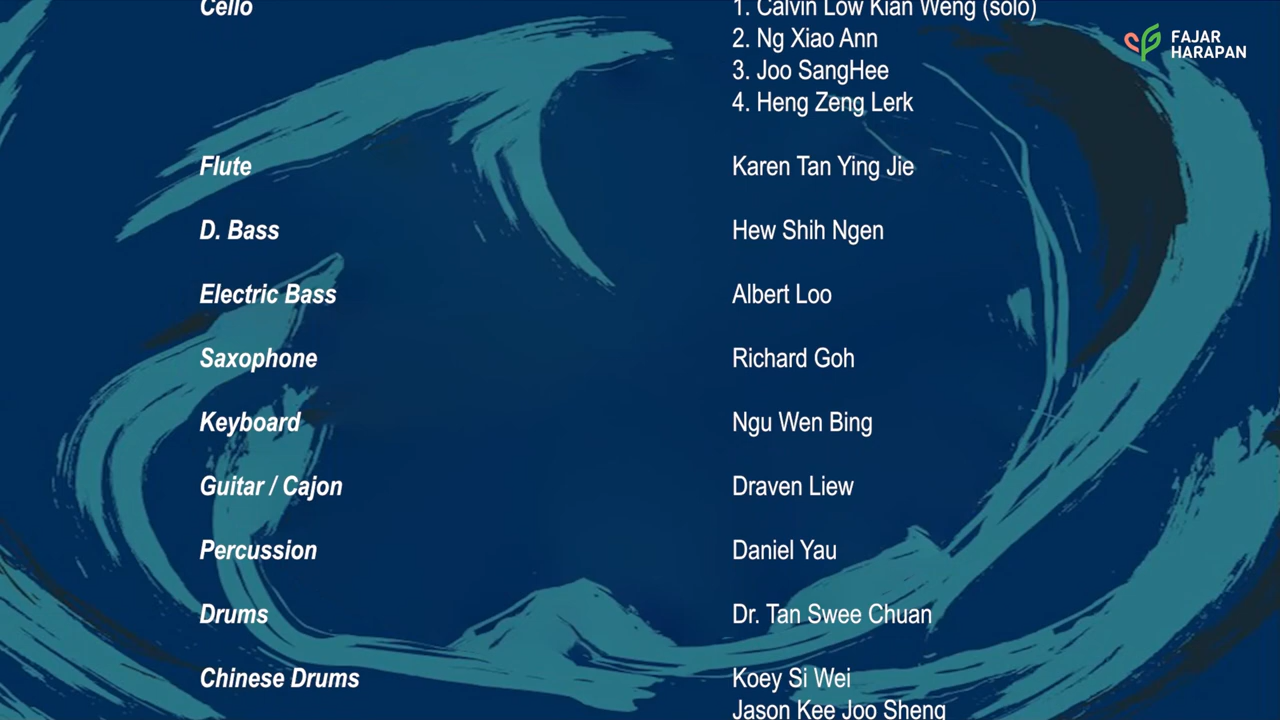 Cello 1. Calvin Low Kian Weng (solo)
2. Ng Xiao Ann
3. Joo SangHee
4. Heng Zeng Lerk
FAJAR
HARAPAN
Flute Karen Tan Ying Jie
D. Bass Hew Shih Ngen
Electric Bass Albert Loo
Saxophone Richard Goh
Keyboard Ngu Wen Bing
Guitar / Cajon Draven Liew
Percussion Daniel Yau
Drums Dr. Tan Swee Chuan
Chinese Drums Koey Si Wei
Jason Kee Joo Sheng